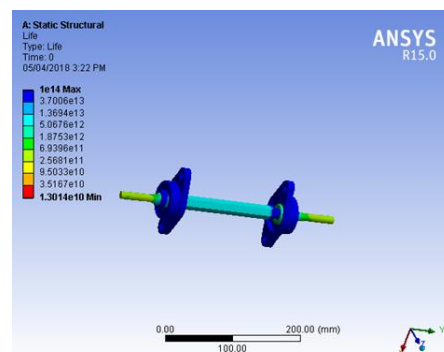 A: Static Structural
Life
Type: Life
Time: 0
05/04/2018 3:22 PM
1e14 Max
3.7006e13
1.3694e13
5.0676e12
1.8753e12
6.9396e11
2.5681e11
9.5033e10
3.5167e10
1.3014e10 Min
ANSYS
R15.0
0.00
200.00 (mm)
100.00
Y
Z